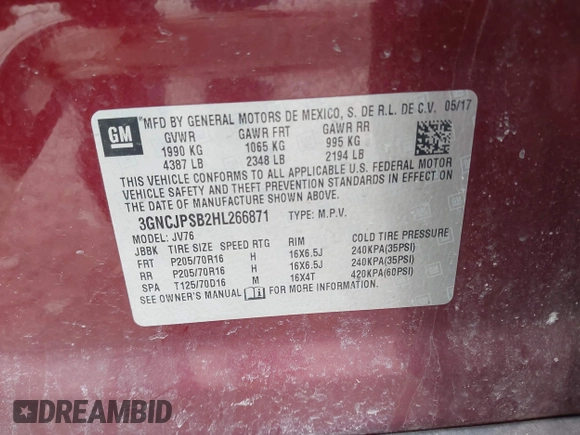 GM
MFD BY GENERAL MOTORS DE MEXICO, S. DE R.L. DE C.V. 05/17
GVWR GAWR FRT GAWR RR
1990 KG 1065 KG 995 KG
4387 LB 2348 LB 2194 LB
THIS VEHICLE CONFORMS TO ALL APPLICABLE U.S. FEDERAL MOTOR
VEHICLE SAFETY AND THEFT PREVENTION STANDARDS IN EFFECT ON
THE DATE OF MANUFACTURE SHOWN ABOVE.
3GNCJPSB2HL266871 TYPE: M.P.V.
MODEL: JV76
JBBK TIRE SIZE SPEED RTG RIM COLD TIRE PRESSURE
FRT P205/70R16 H 16X6.5J 240KPA(35PSI)
RR P205/70R16 H 16X6.5J 240KPA(35PSI)
SPA T125/70D16 M 16X4T 420KPA(60PSI)
SEE OWNER'S MANUAL FOR MORE INFORMATION.
DREAMBID